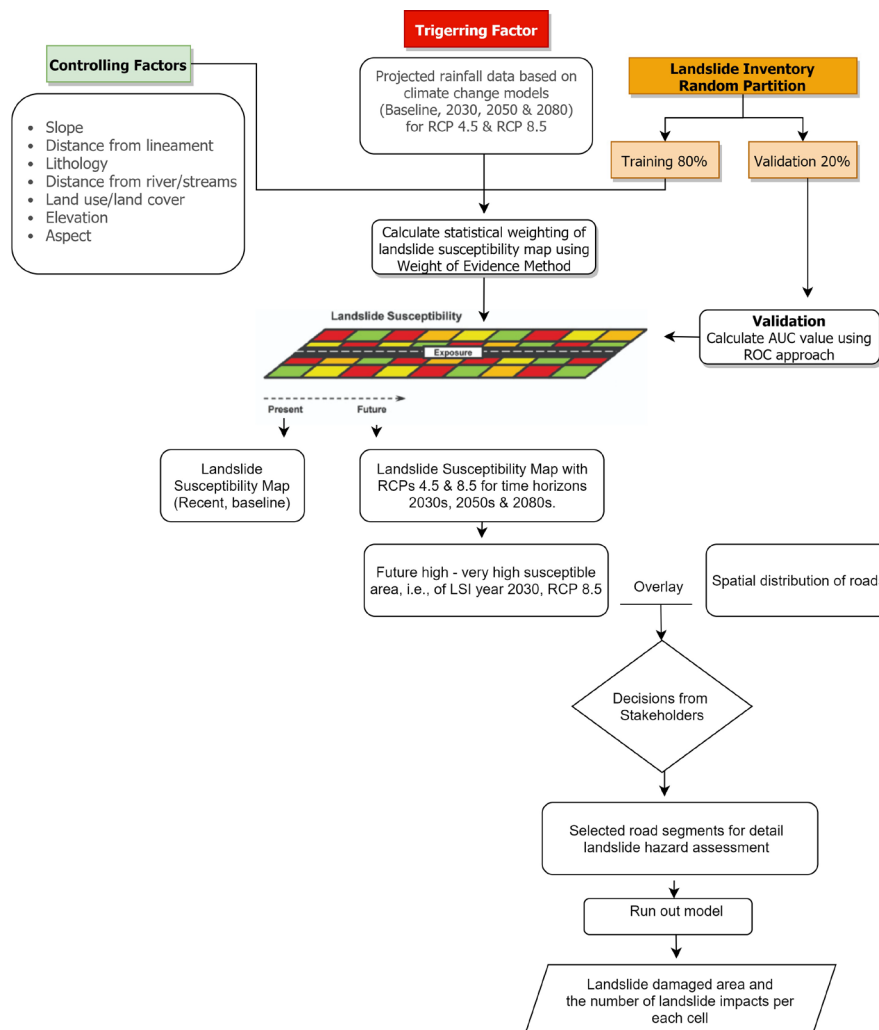 Trigerring Factor
Controlling Factors
Projected rainfall data based on
climate change models
(Baseline, 2030, 2050 & 2080)
for RCP 4.5 & RCP 8.5
Landslide Inventory
Random Partition
Slope
Distance from lineament
Lithology
Distance from river/streams
Land use/land cover
Elevation
Aspect
Training 80%
Validation 20%
Calculate statistical weighting of
landslide susceptibility map using
Weight of Evidence Method
Landslide Susceptibility
Exposure
Validation
Calculate AUC value using
ROC approach
Present
Future
Landslide
Susceptibility Map
(Recent, baseline)
Landslide Susceptibility Map with
RCPs 4.5 & 8.5 for time horizons
2030s, 2050s & 2080s.
Future high - very high susceptible
area, i.e., of LSI year 2030, RCP 8.5
Overlay
Spatial distribution of road
Decisions from
Stakeholders
Selected road segments for detail
landslide hazard assessment
Run out model
Landslide damaged area and
the number of landslide impacts per
each cell